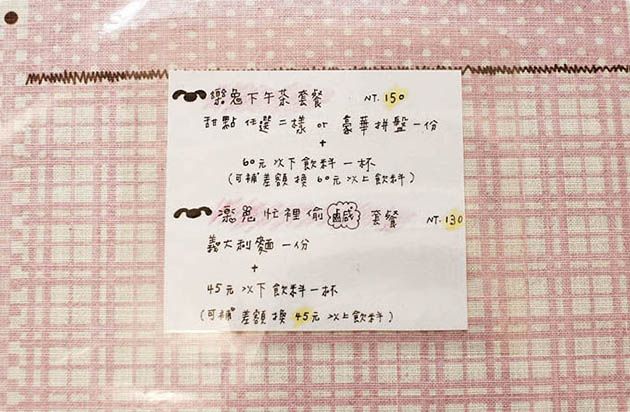 樂兔下午茶套餐 NT.150
甜點任選二樣 or 豪華拼盤一份
+
60元以下飲料一杯
(可補差額換60元以上飲料)
樂兔忙裡偷鹹套餐 NT.130
義大利麵一份
+
45元以下飲料一杯
(可補差額換45元以上飲料)